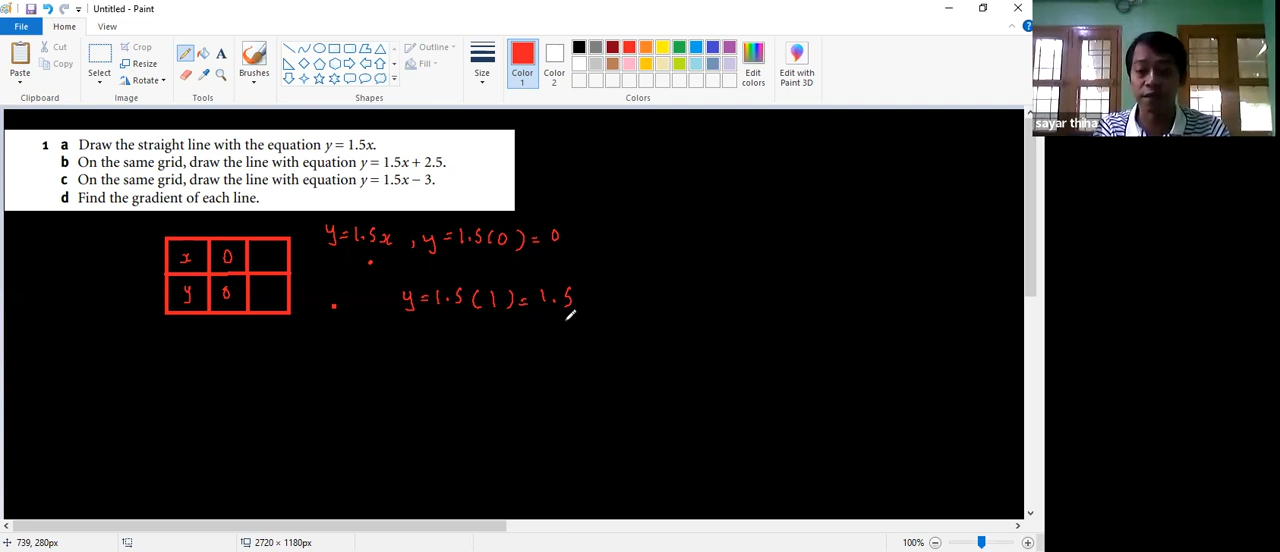 Untitled - Paint
File Home View
Paste
Cut
Copy
Clipboard
Select
Crop
Resize
Rotate
Image
Tools
Brushes
Shapes
Outline
Fill
Size
Color 1
Color 2
Colors
Edit colors
Edit with Paint 3D
sayar thiha
1 a Draw the straight line with the equation y = 1.5x.
b On the same grid, draw the line with equation y = 1.5x + 2.5.
c On the same grid, draw the line with equation y = 1.5x − 3.
d Find the gradient of each line.
y = 1.5x , y = 1.5(0) = 0
x 0
y = 1.5(1) = 1.5
y 0
739, 280px
2720 × 1180px
100%